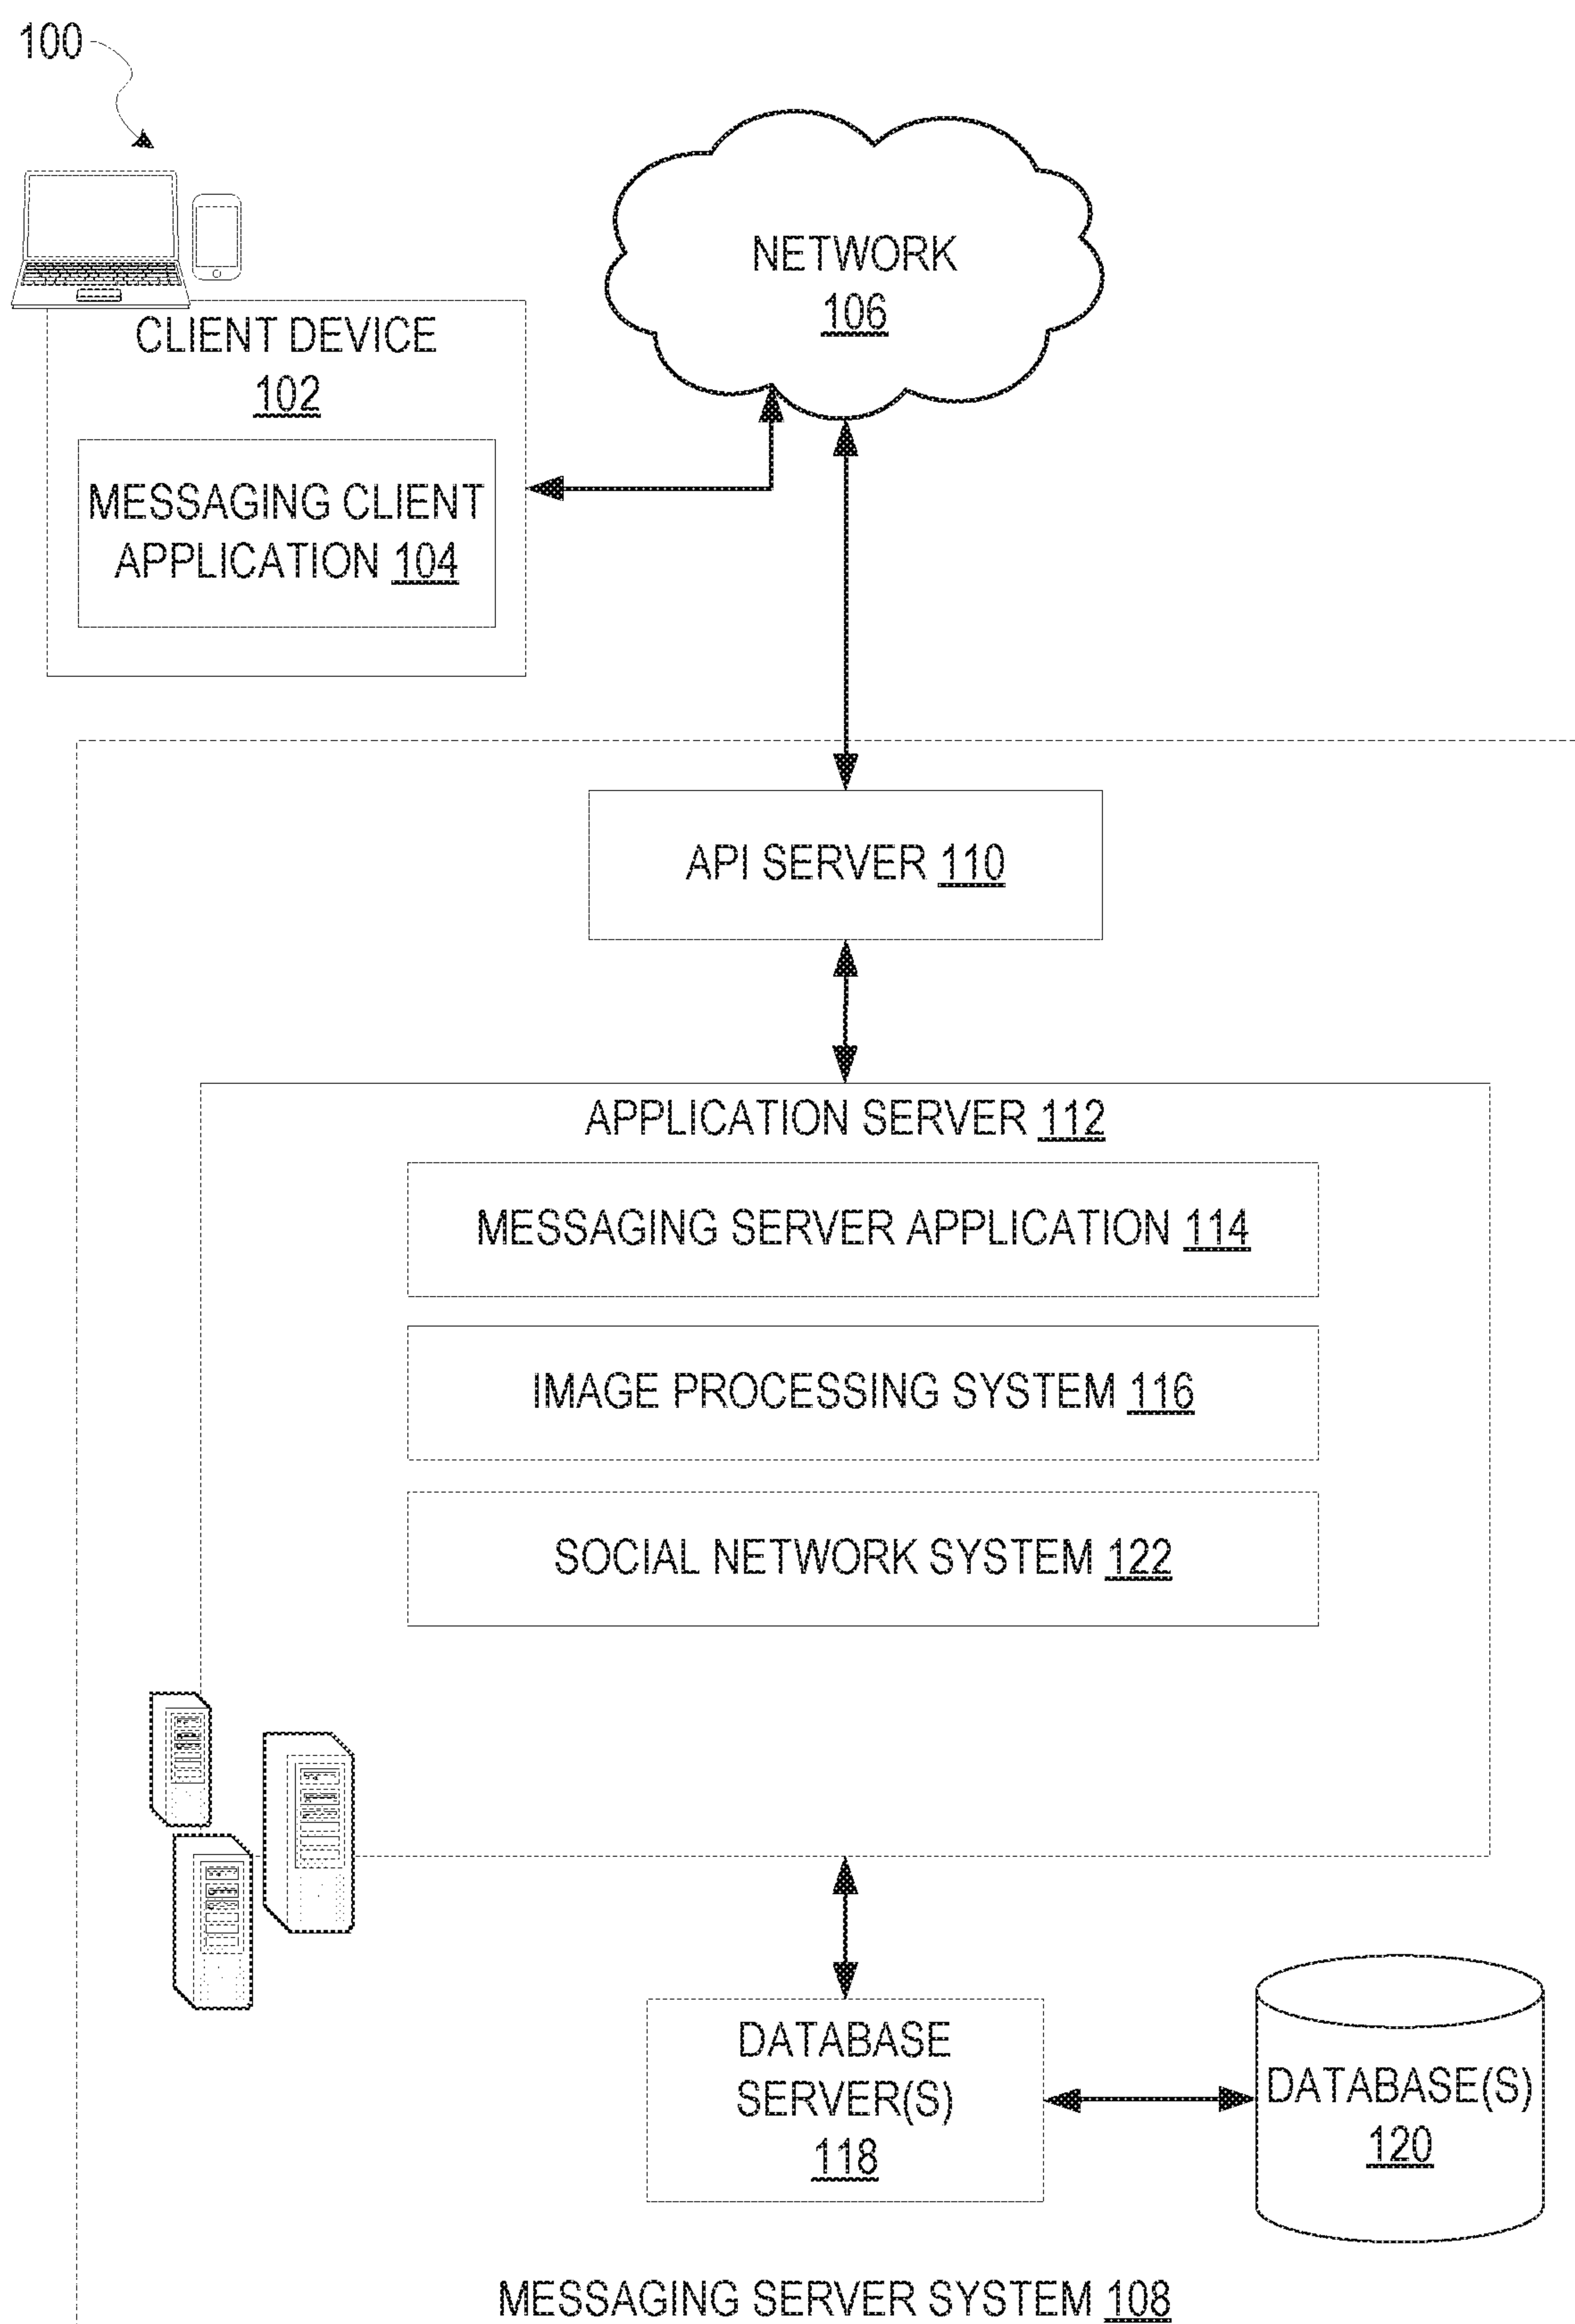 100
NETWORK
106
CLIENT DEVICE
102
MESSAGING CLIENT
APPLICATION 104
API SERVER 110
APPLICATION SERVER 112
MESSAGING SERVER APPLICATION 114
IMAGE PROCESSING SYSTEM 116
SOCIAL NETWORK SYSTEM 122
DATABASE
SERVER(S)
118
DATABASE(S)
120
MESSAGING SERVER SYSTEM 108